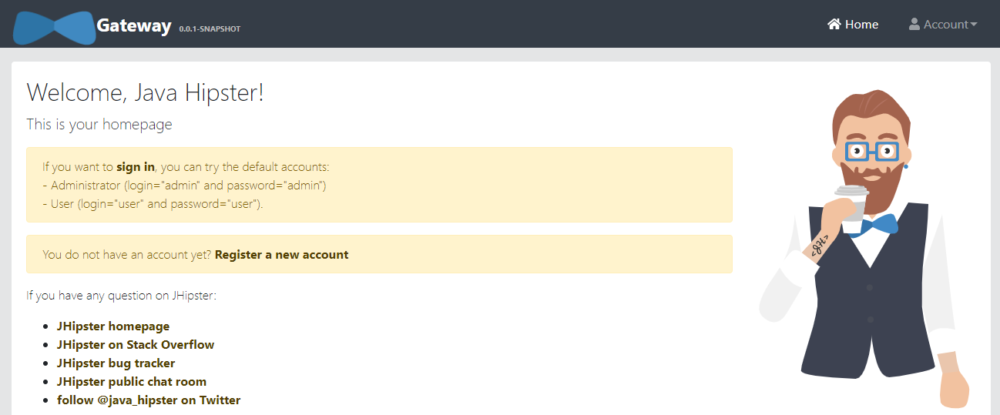 Gateway 0.0.1-SNAPSHOT
Home
Account
Welcome, Java Hipster!
This is your homepage
If you want to sign in, you can try the default accounts:
- Administrator (login="admin" and password="admin")
- User (login="user" and password="user").
You do not have an account yet? Register a new account
If you have any question on JHipster:
JHipster homepage
JHipster on Stack Overflow
JHipster bug tracker
JHipster public chat room
follow @java_hipster on Twitter
<JH>